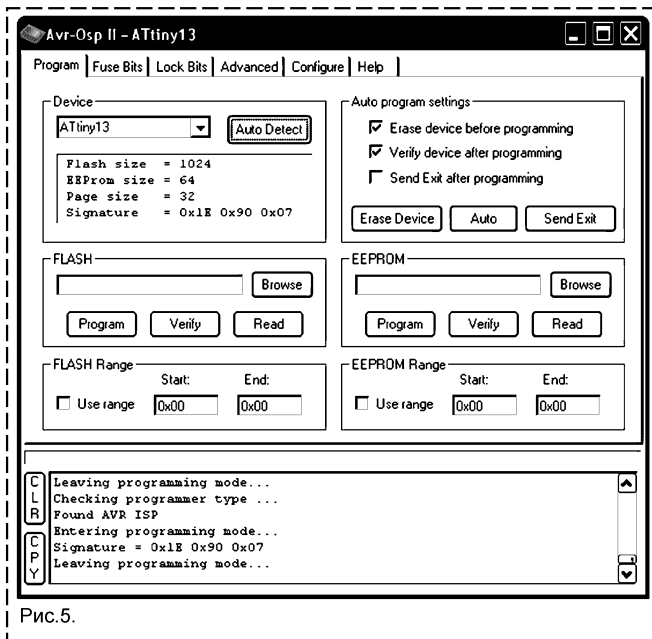 Avr-Osp II - ATtiny13
Program Fuse Bits Lock Bits Advanced Configure Help
Device
ATtiny13 Auto Detect
Flash size = 1024
EEProm size = 64
Page size = 32
Signature = 0x1E 0x90 0x07
Auto program settings
Erase device before programming
Verify device after programming
Send Exit after programming
Erase Device Auto Send Exit
FLASH
Browse
Program Verify Read
EEPROM
Browse
Program Verify Read
FLASH Range
Start: End:
Use range 0x00 0x00
EEPROM Range
Start: End:
Use range 0x00 0x00
CLR
CPY
Leaving programming mode...
Checking programmer type ...
Found AVR ISP
Entering programming mode...
Signature = 0x1E 0x90 0x07
Leaving programming mode...
Рис.5.